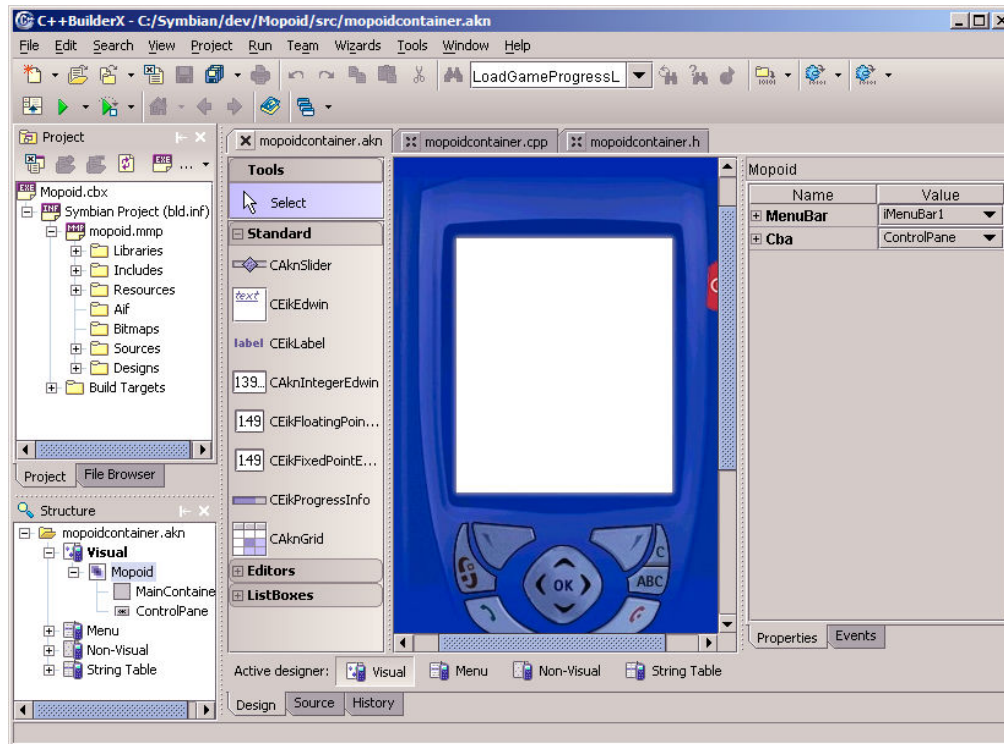 C++BuilderX - C:/Symbian/dev/Mopoid/src/mopoidcontainer.akn
File Edit Search View Project Run Team Wizards Tools Window Help
LoadGameProgressL
Project
mopoidcontainer.akn mopoidcontainer.cpp mopoidcontainer.h
...
Mopoid.cbx
Symbian Project (bld.inf)
mopoid.mmp
Libraries
Includes
Resources
Aif
Bitmaps
Sources
Designs
Build Targets
Project File Browser
Structure
mopoidcontainer.akn
Visual
Mopoid
MainContaine
ControlPane
Menu
Non-Visual
String Table
Tools
Select
Standard
CAknSlider
text CEikEdwin
label CEikLabel
139... CAknIntegerEdwin
1.49 CEikFloatingPoin...
1.49 CEikFixedPointE...
CEikProgressInfo
CAknGrid
Editors
ListBoxes
C
OK
ABC
Mopoid
Name Value
MenuBar iMenuBar1
Cba ControlPane
Properties Events
Active designer: Visual Menu Non-Visual String Table
Design Source History